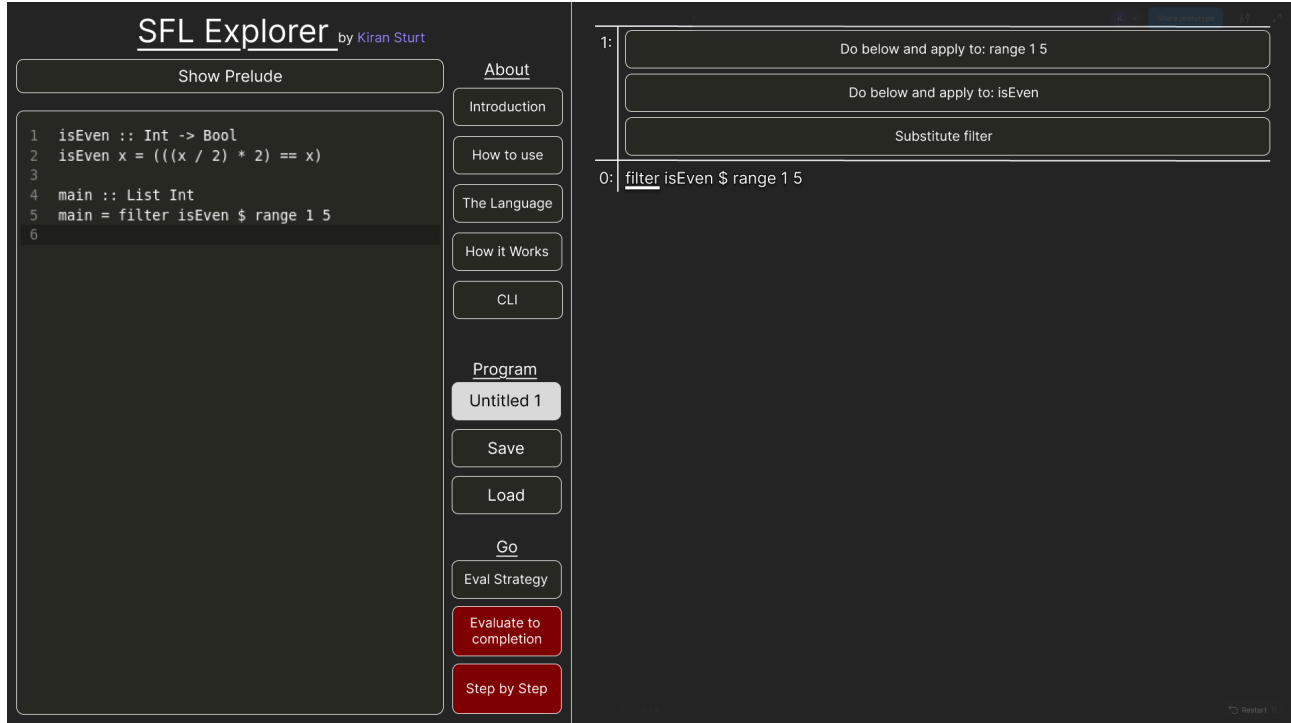 SFL Explorer by Kiran Sturt
Show Prelude
1 isEven :: Int -> Bool
2 isEven x = (((x / 2) * 2) == x)
3
4 main :: List Int
5 main = filter isEven $ range 1 5
6
About
Introduction
How to use
The Language
How it Works
CLI
Program
Untitled 1
Save
Load
Go
Eval Strategy
Evaluate to
completion
Step by Step
1:
Do below and apply to: range 1 5
Do below and apply to: isEven
Substitute filter
0: filter isEven $ range 1 5
Restart